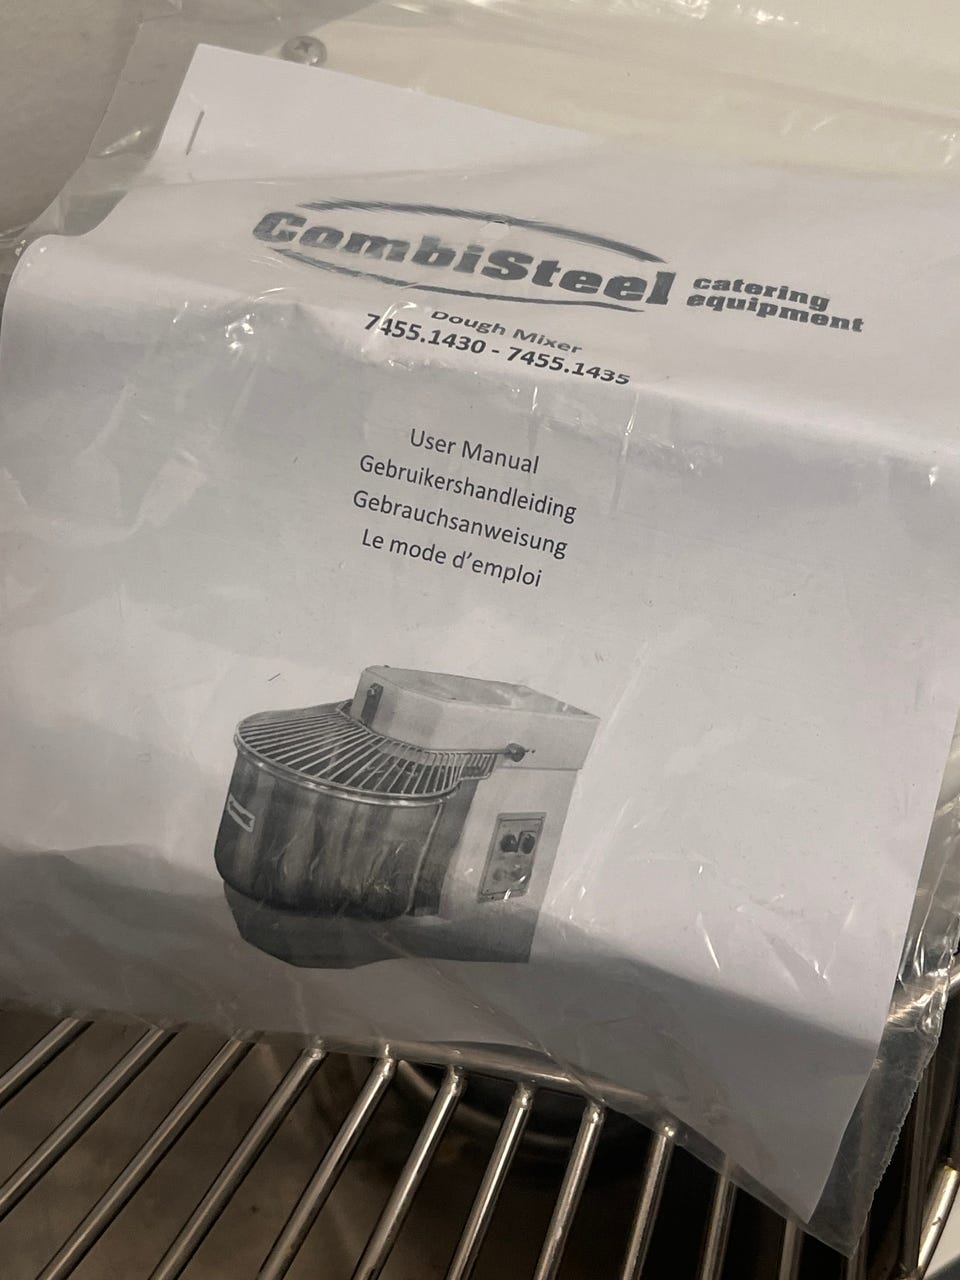 CombiSteel catering
equipment
Dough Mixer
7455.1430 - 7455.1435
User Manual
Gebruikershandleiding
Gebrauchsanweisung
Le mode d'emploi